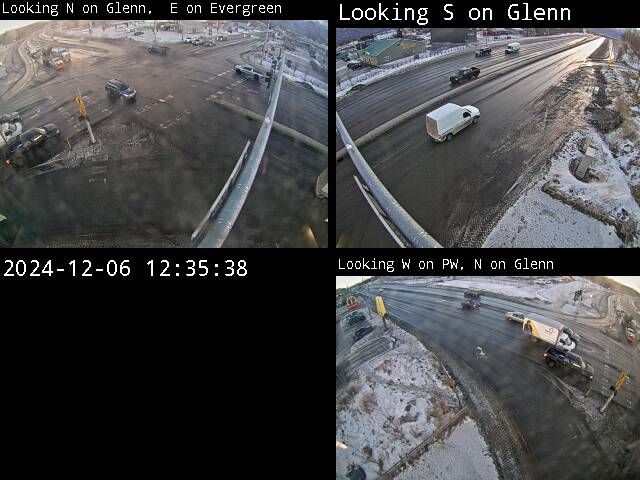 Looking N on Glenn, E on Evergreen
Looking S on Glenn
2024-12-06 12:35:38
Looking W on PW, N on Glenn